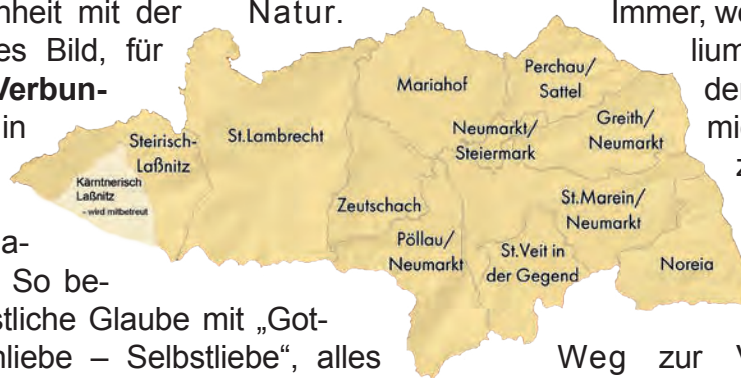 nheit mit der Natur.
es Bild, für
Verbun-
in
a-
So be-
stliche Glaube mit „Got-
nliebe – Selbstliebe“, alles
Mariahof
Perchau/
Sattel
St.Lambrecht
Steirisch-
Laßnitz
Neumarkt/
Steiermark
Greith/
Neumarkt
Kärntnerisch
Laßnitz
- wird mitbetreut
Zeutschach
St.Marein/
Neumarkt
Pöllau/
Neumarkt
St.Veit in
der Gegend
Noreia
Immer, we
lium
de
mi
z
Weg zur V